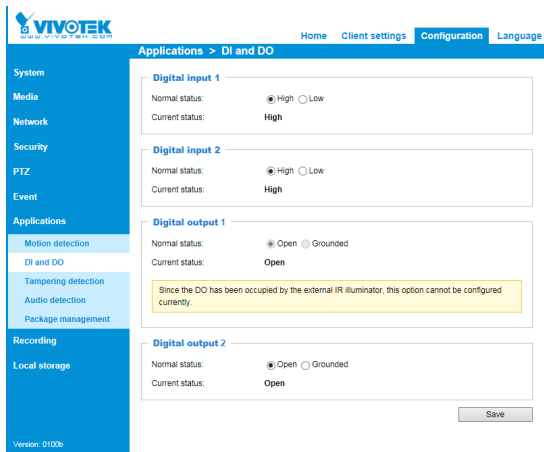 VIVOTEK
www.vivotek.com
Home Client settings Configuration Language
Applications > DI and DO
System
Media
Network
Security
PTZ
Event
Applications
Motion detection
DI and DO
Tampering detection
Audio detection
Package management
Recording
Local storage
Version: 0100b
Digital input 1
Normal status: High Low
Current status: High
Digital input 2
Normal status: High Low
Current status: High
Digital output 1
Normal status: Open Grounded
Current status: Open
Since the DO has been occupied by the external IR illuminator, this option cannot be configured
currently.
Digital output 2
Normal status: Open Grounded
Current status: Open
Save